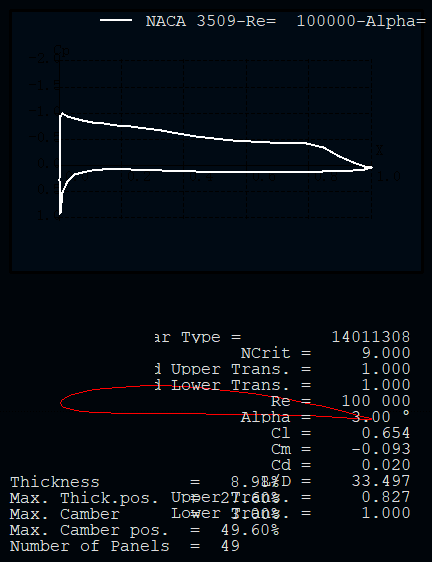 NACA 3509-Re=  100000-Alpha=
Cp
X
1.0
ar Type =         14011308
NCrit =     9.000
d Upper Trans. =     1.000
d Lower Trans. =     1.000
Re =   100 000
Alpha =    3.00 °
Cl =     0.654
Cm =    -0.093
Cd =     0.020
L/D =    33.497
Upper Trans. =     0.827
Lower Trans. =     1.000
Thickness         =   8.98%
Max. Thick.pos.   =  27.60%
Max. Camber       =   3.00%
Max. Camber pos.  =  49.60%
Number of Panels  =  49